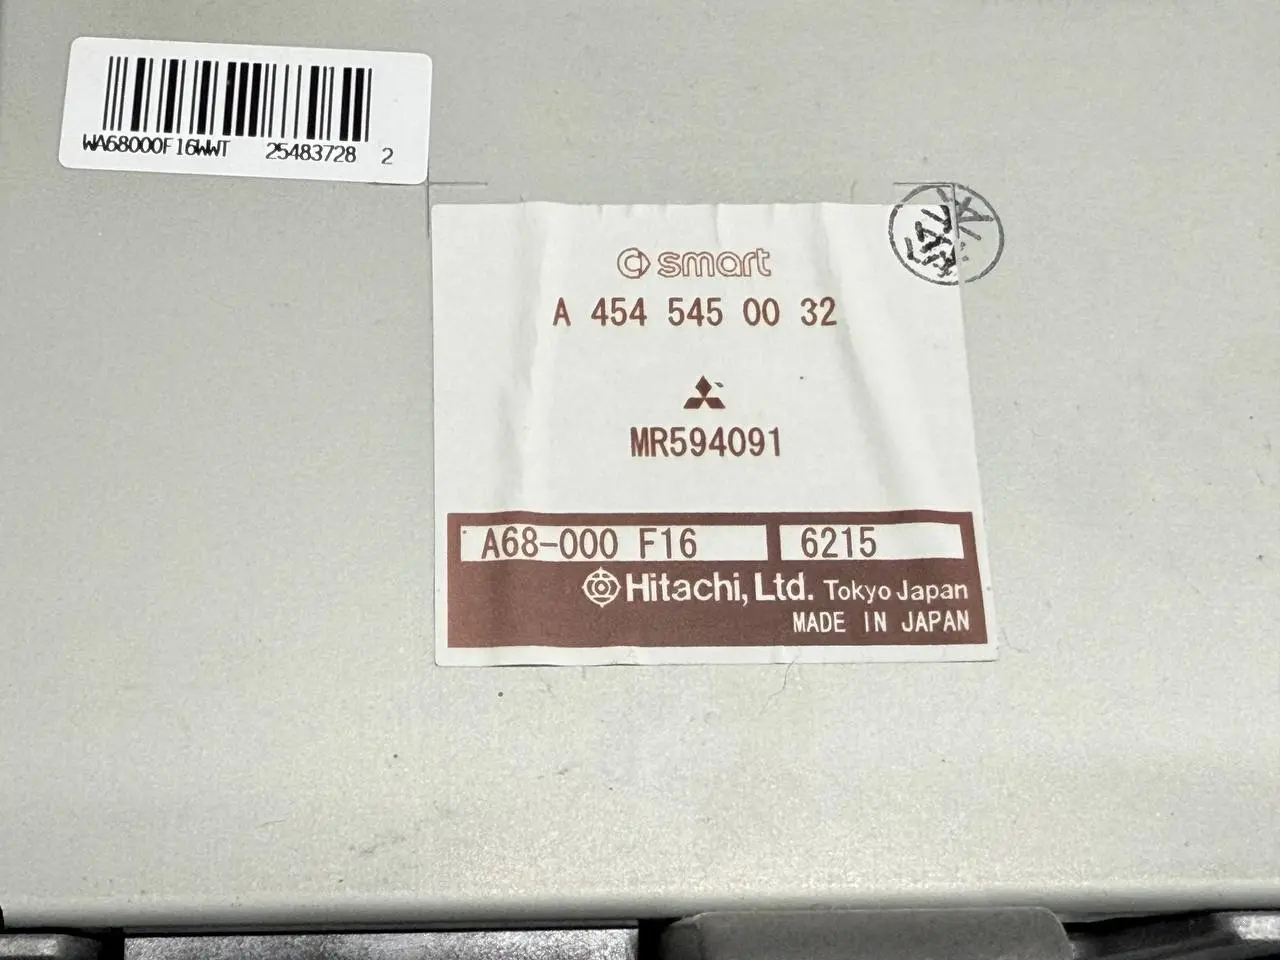 WA68000F16WWT 25483728 2
smart
A 454 545 00 32
MR594091
A68-000 F16 6215
Hitachi, Ltd. Tokyo Japan
MADE IN JAPAN